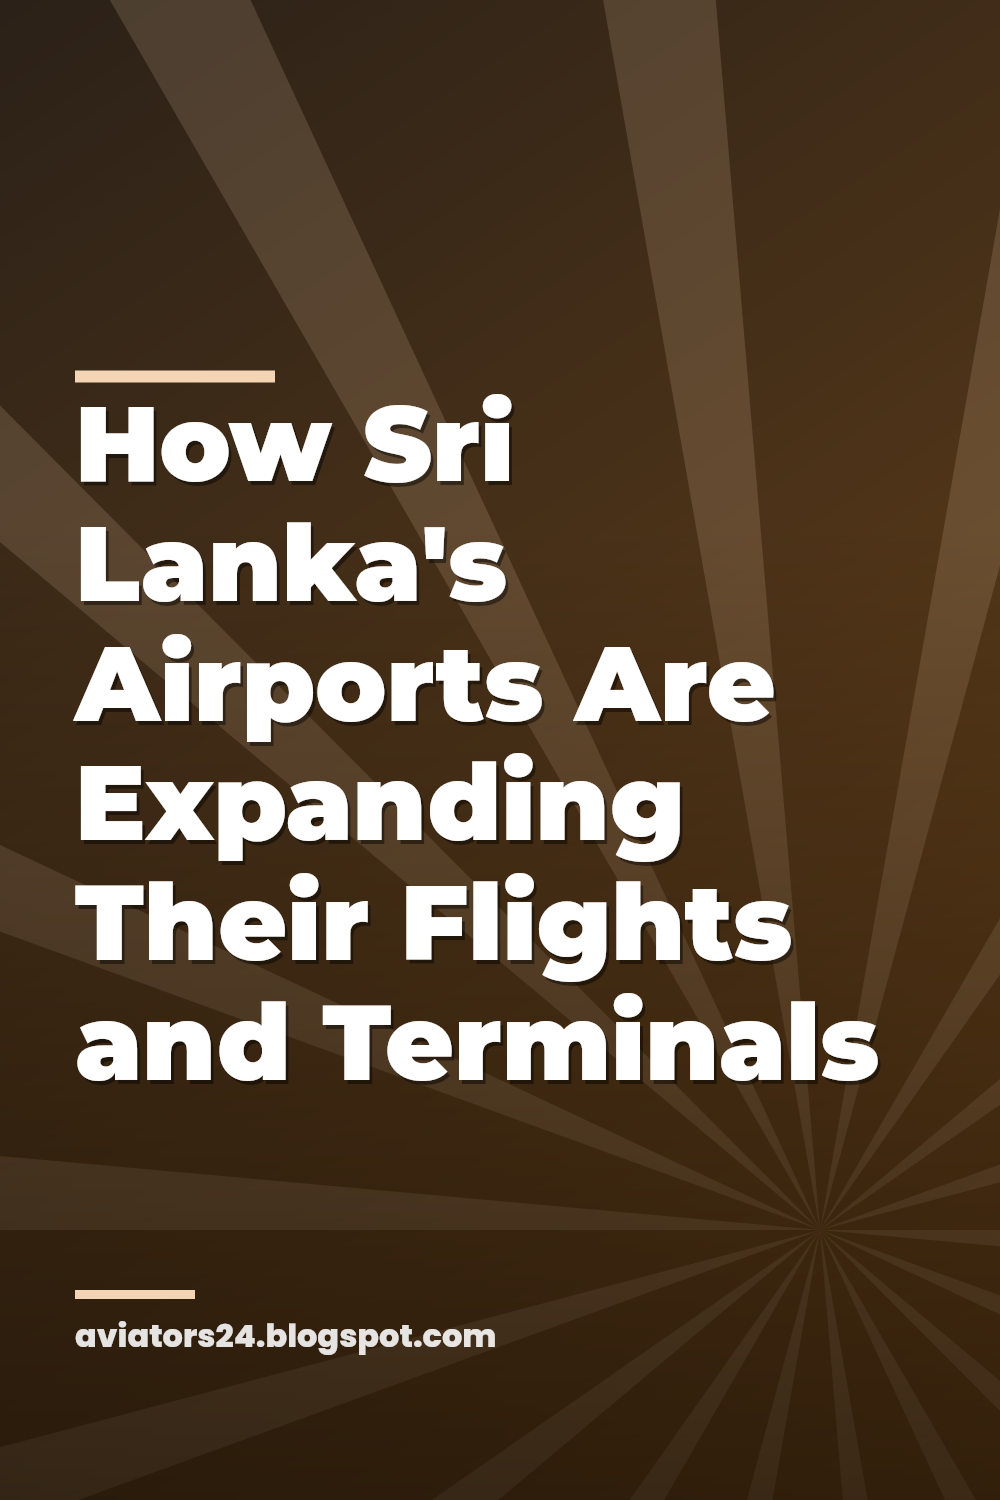 How Sri
Lanka's
Airports Are
Expanding
Their Flights
and Terminals
aviators24.blogspot.com